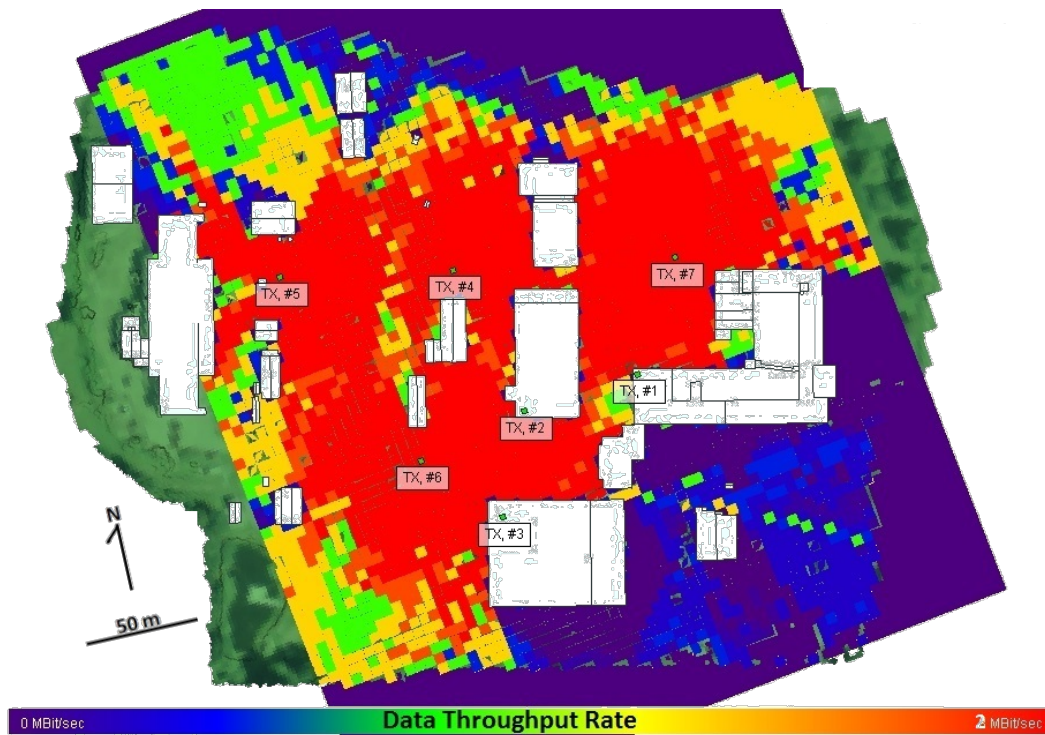 TX, #7
TX, #4
TX, #5
TX, #1
TX, #2
TX, #6
TX, #3
N
50 m
0 MBit/sec Data Throughput Rate 2 MBit/sec